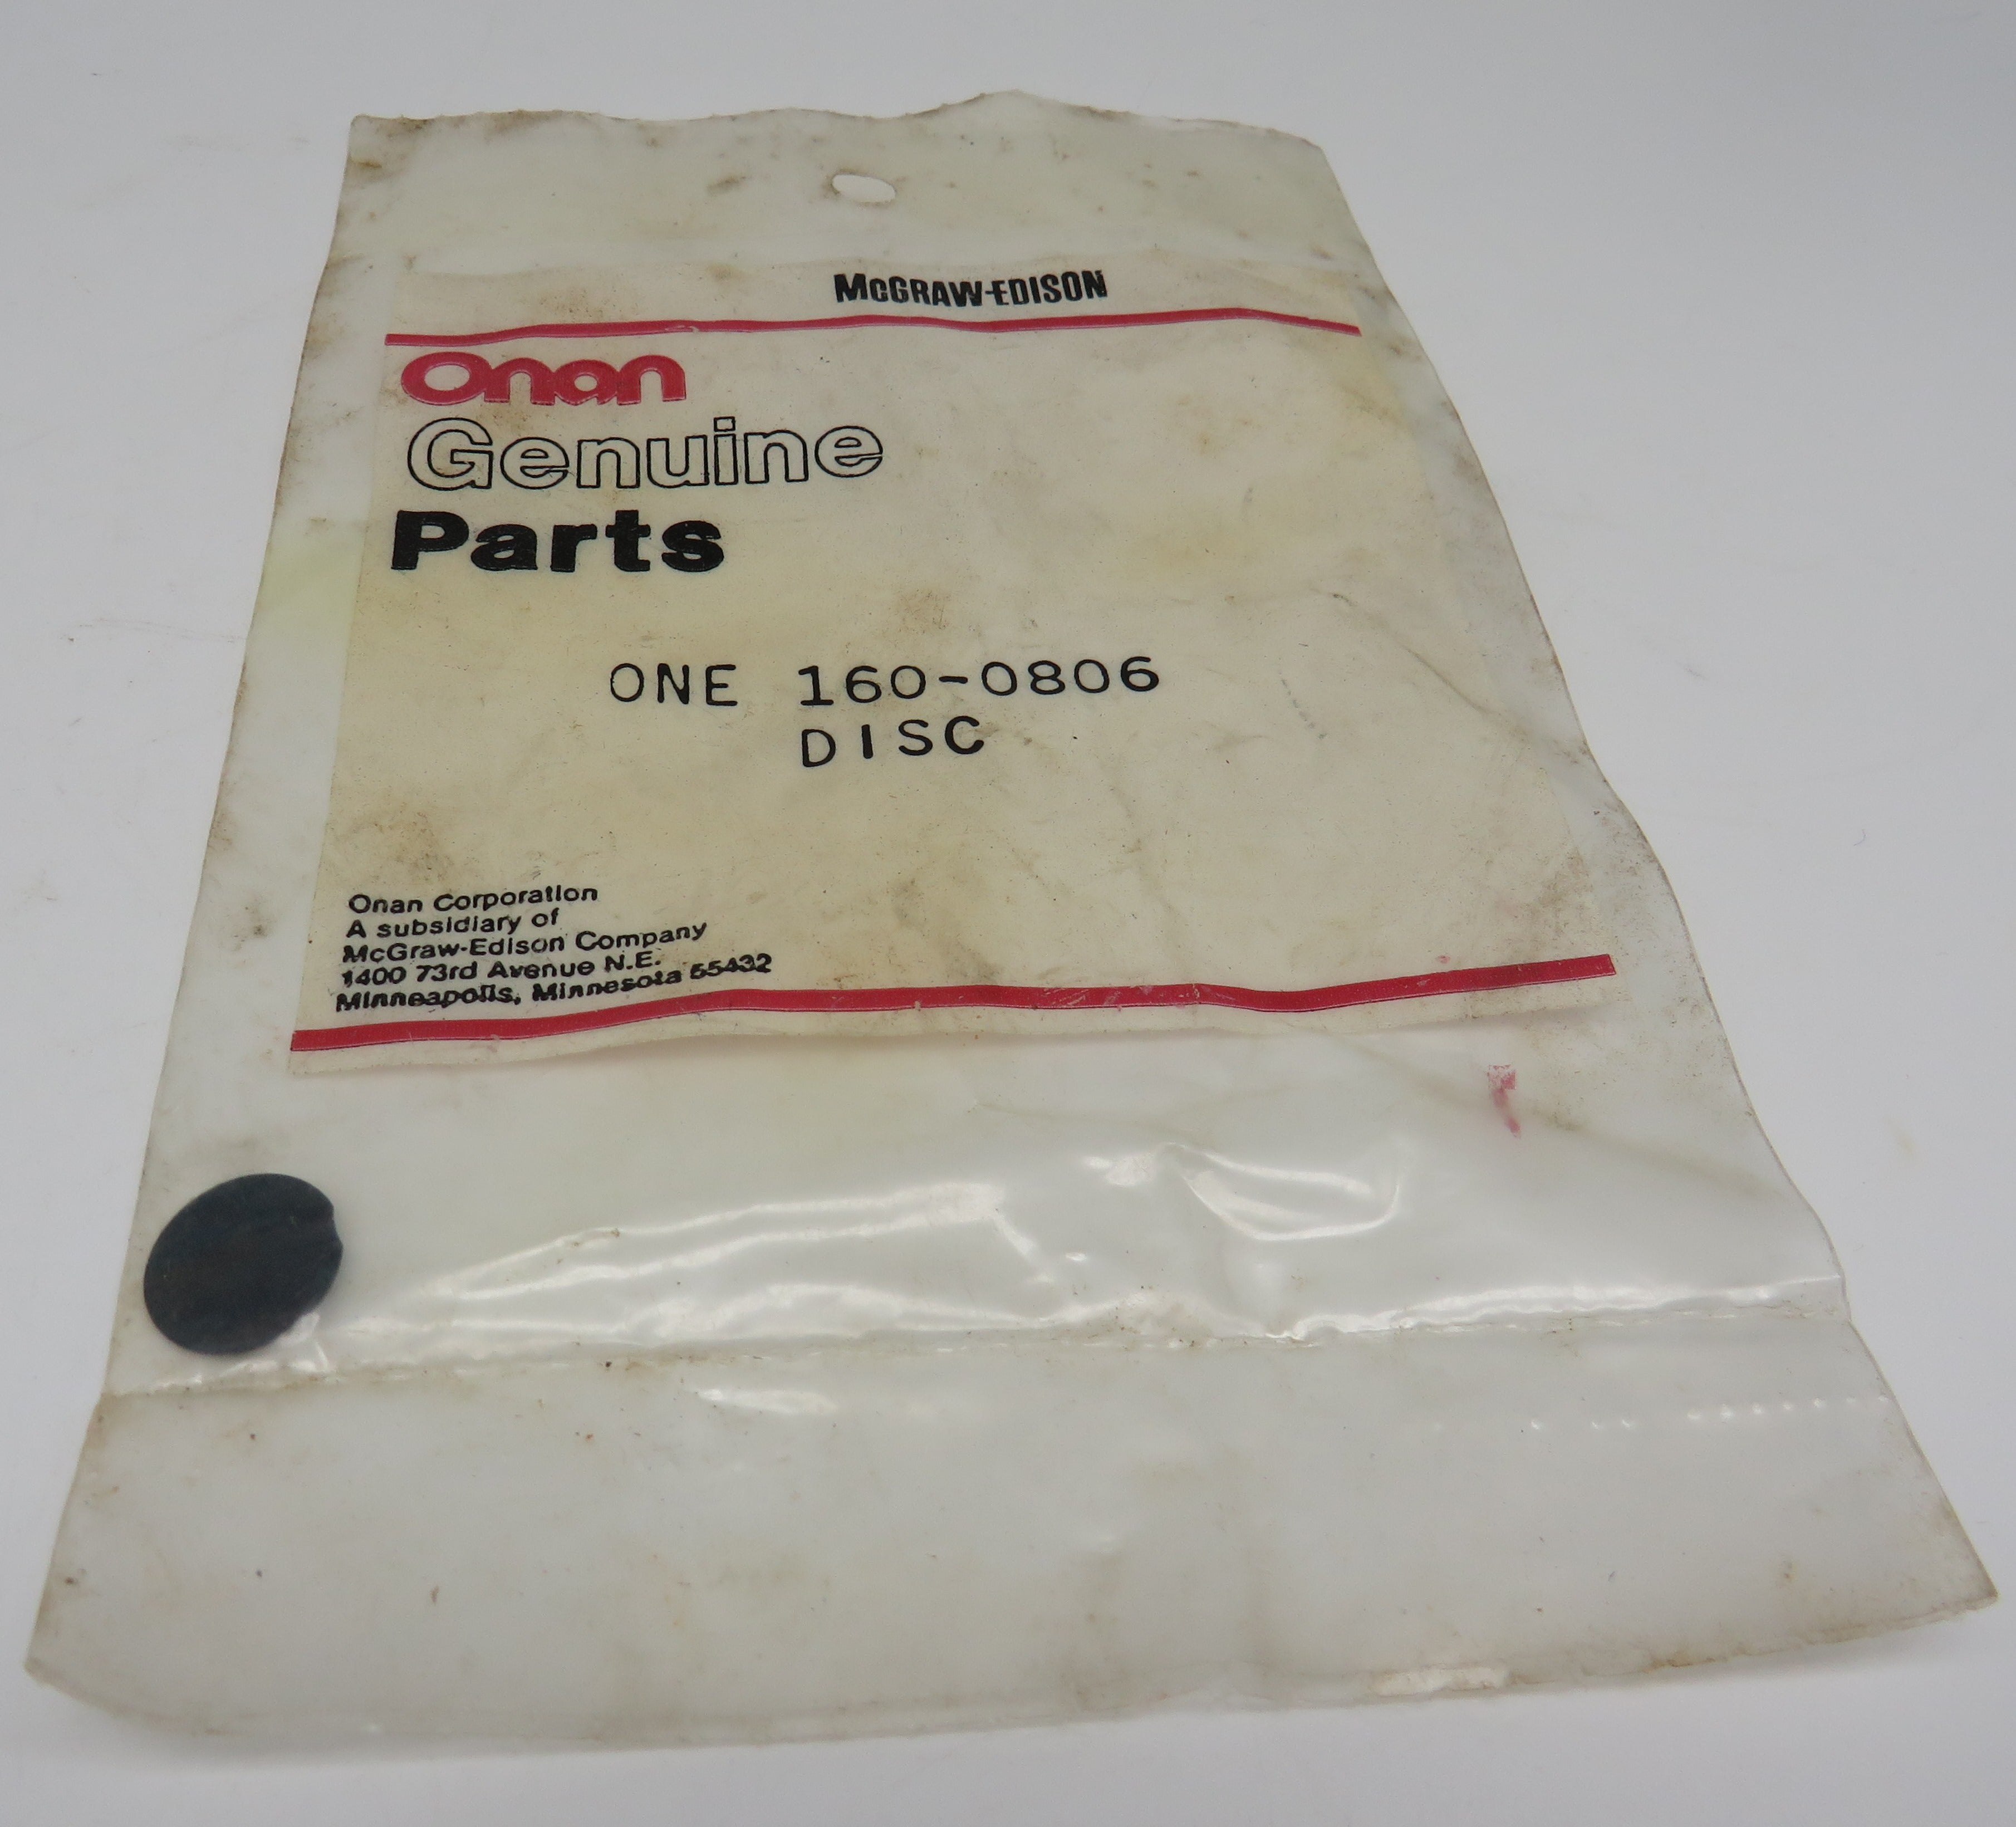 McGRAW-EDISON
Onan
Genuine
Parts
ONE 160-0806
DISC
Onan Corporation
A subsidiary of
McGraw-Edison Company
1400 73rd Avenue N.E.
Minneapolis, Minnesota 55432